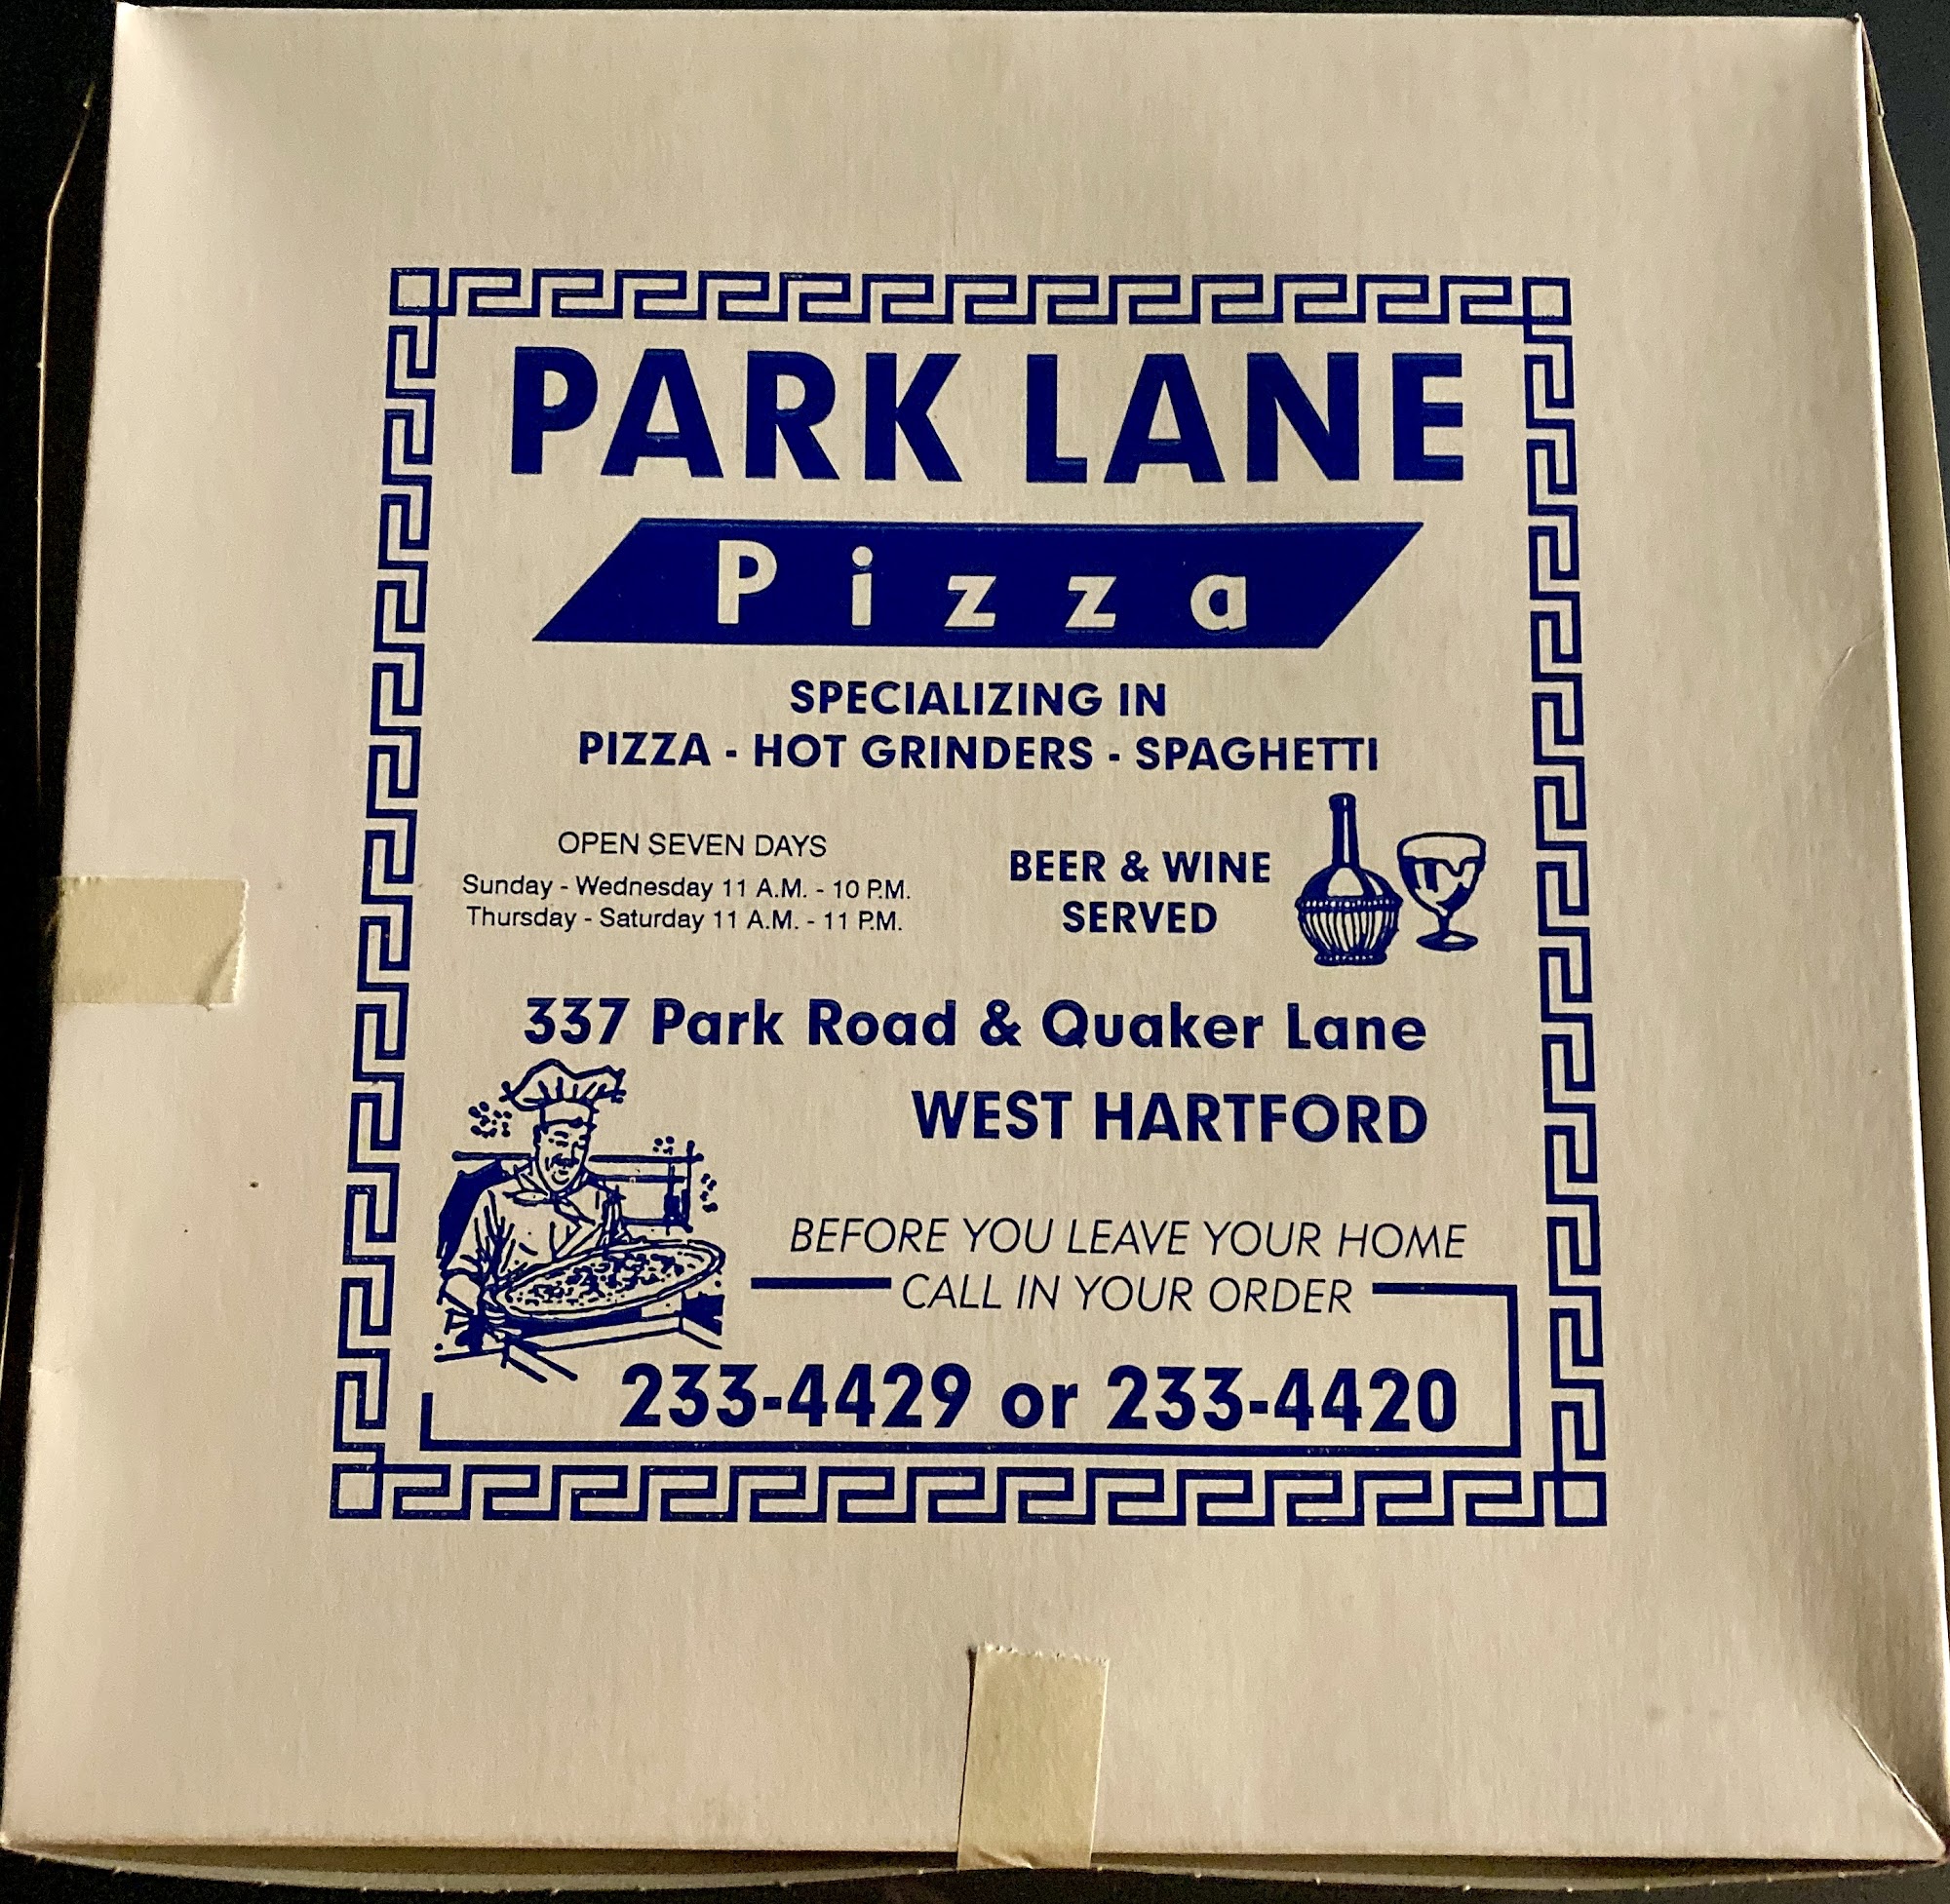 PARK LANE
Pizza
SPECIALIZING IN
PIZZA - HOT GRINDERS - SPAGHETTI
OPEN SEVEN DAYS
Sunday - Wednesday 11 A.M. - 10 P.M.
Thursday - Saturday 11 A.M. - 11 P.M.
BEER & WINE
SERVED
337 Park Road & Quaker Lane
WEST HARTFORD
BEFORE YOU LEAVE YOUR HOME
CALL IN YOUR ORDER
233-4429 or 233-4420